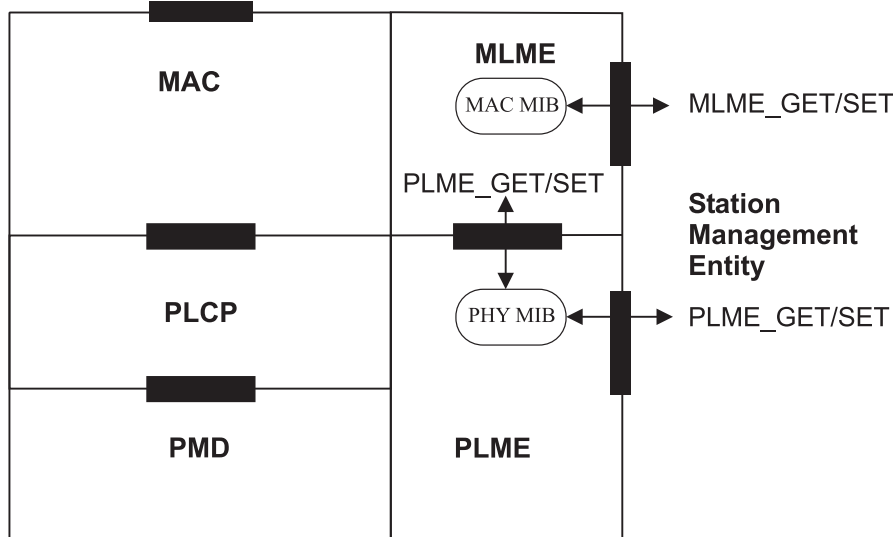 MLME
MAC
MAC MIB
MLME_GET/SET
PLME_GET/SET
Station
Management
Entity
PLCP
PHY MIB
PLME_GET/SET
PMD
PLME